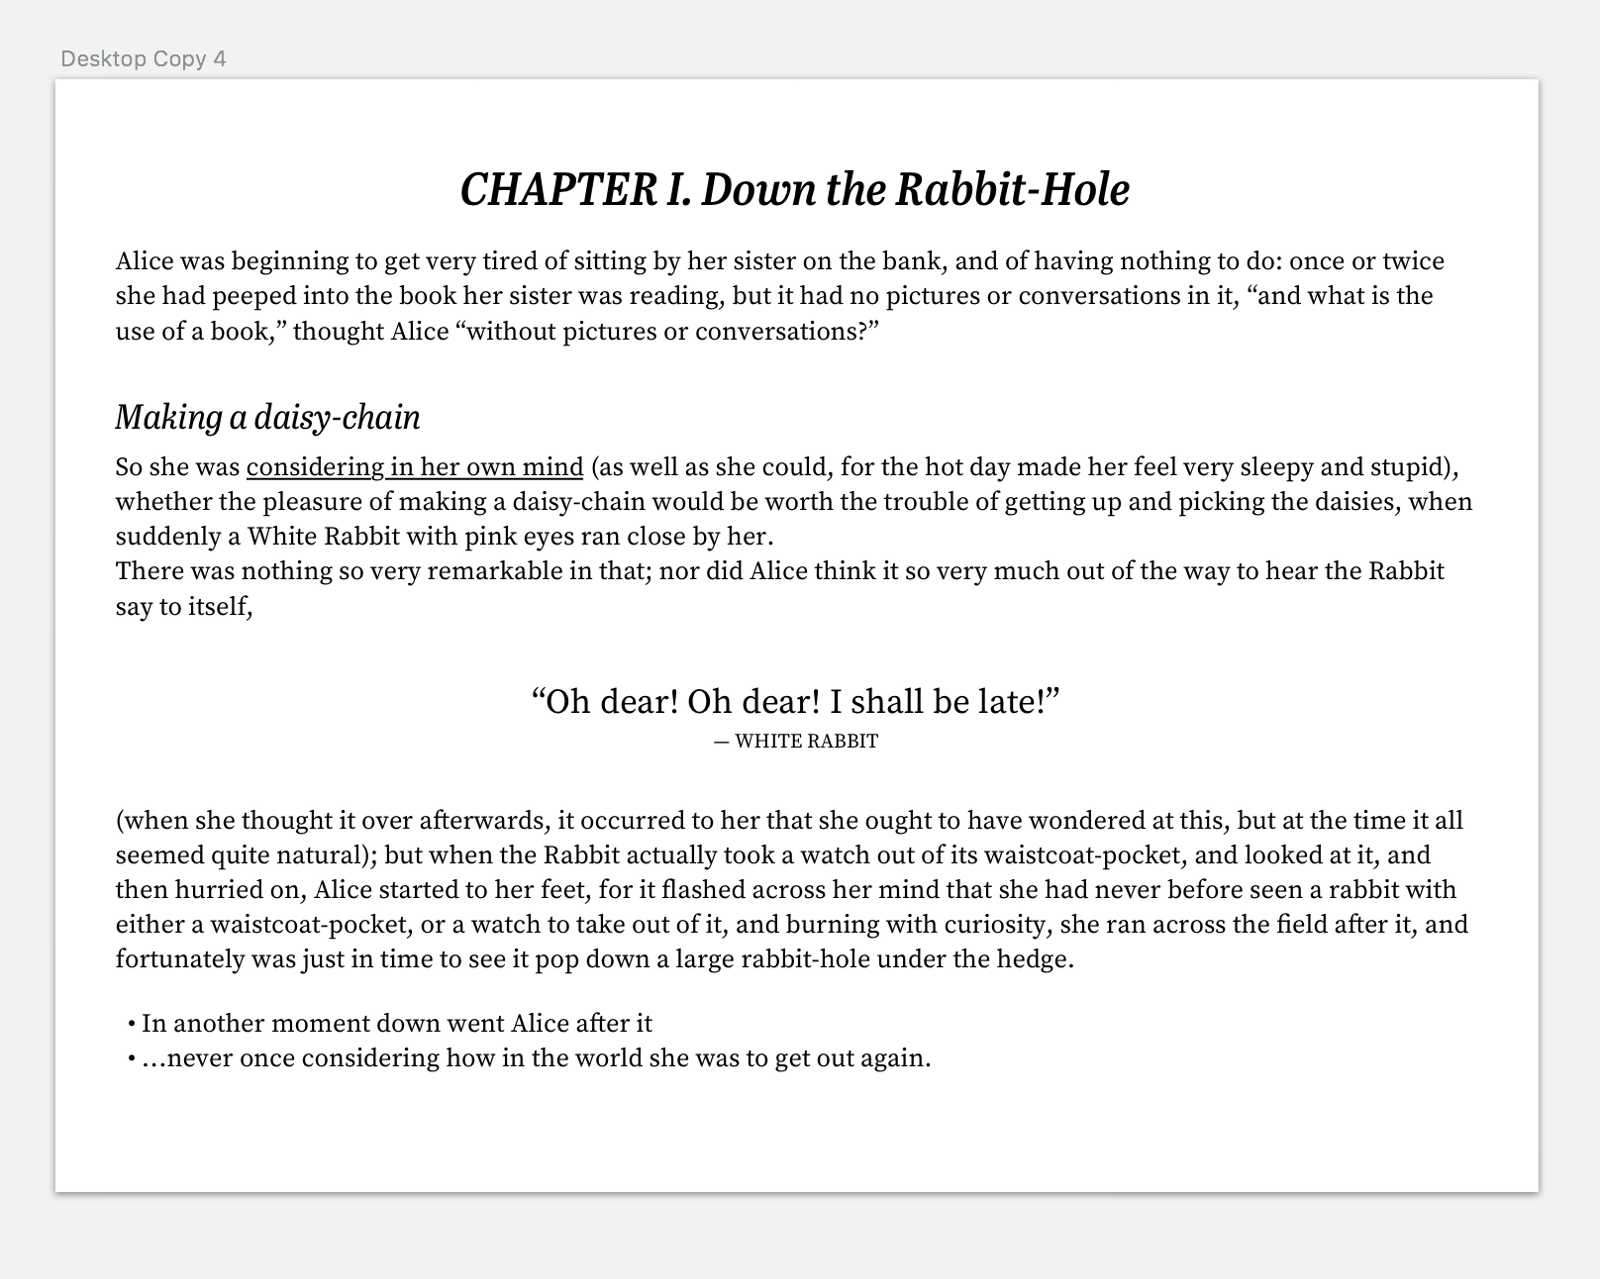 Desktop Copy 4
CHAPTER I. Down the Rabbit-Hole
Alice was beginning to get very tired of sitting by her sister on the bank, and of having nothing to do: once or twice
she had peeped into the book her sister was reading, but it had no pictures or conversations in it, “and what is the
use of a book,” thought Alice “without pictures or conversations?”
Making a daisy-chain
So she was considering in her own mind (as well as she could, for the hot day made her feel very sleepy and stupid),
whether the pleasure of making a daisy-chain would be worth the trouble of getting up and picking the daisies, when
suddenly a White Rabbit with pink eyes ran close by her.
There was nothing so very remarkable in that; nor did Alice think it so very much out of the way to hear the Rabbit
say to itself,
“Oh dear! Oh dear! I shall be late!”
— WHITE RABBIT
(when she thought it over afterwards, it occurred to her that she ought to have wondered at this, but at the time it all
seemed quite natural); but when the Rabbit actually took a watch out of its waistcoat-pocket, and looked at it, and
then hurried on, Alice started to her feet, for it flashed across her mind that she had never before seen a rabbit with
either a waistcoat-pocket, or a watch to take out of it, and burning with curiosity, she ran across the field after it, and
fortunately was just in time to see it pop down a large rabbit-hole under the hedge.
• In another moment down went Alice after it
• …never once considering how in the world she was to get out again.